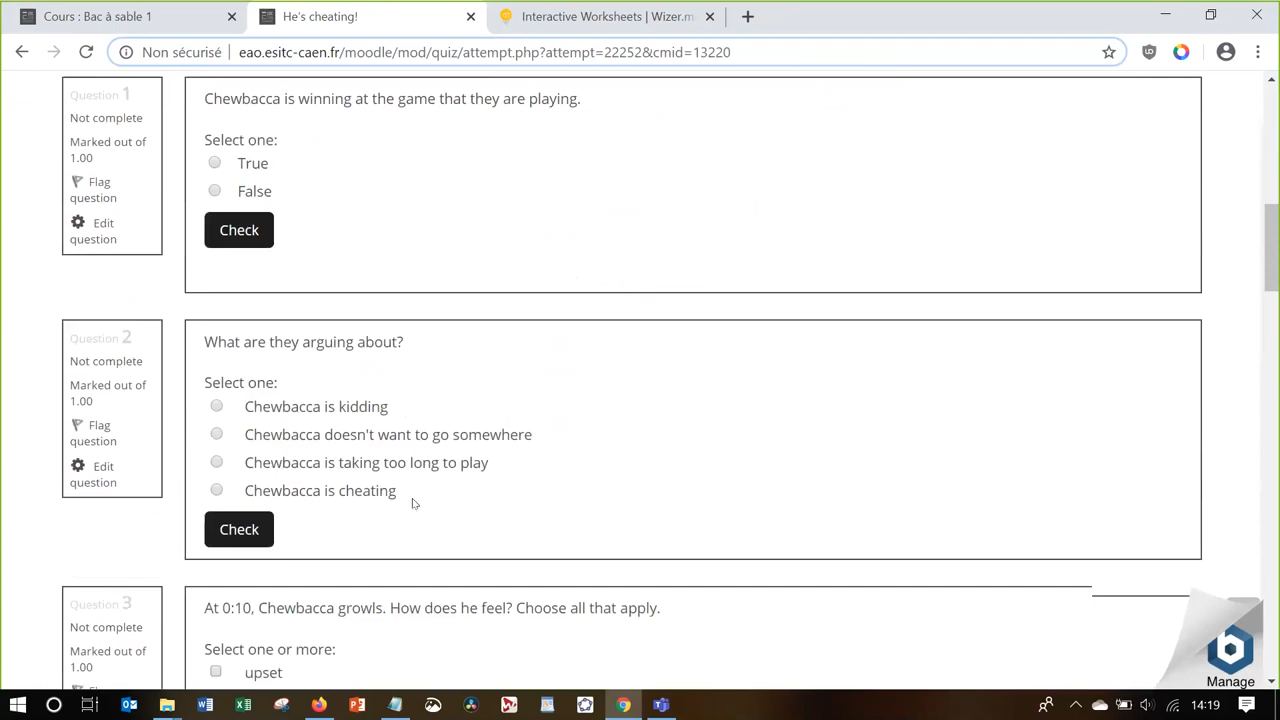 Cours : Bac à sable 1
He's cheating!
Interactive Worksheets | Wizer.m
Non sécurisé
eao.esitc-caen.fr/moodle/mod/quiz/attempt.php?attempt=22252&cmid=13220
Question 1
Not complete
Marked out of
1.00
Flag
question
Edit
question
Chewbacca is winning at the game that they are playing.
Select one:
True
False
Check
Question 2
Not complete
Marked out of
1.00
Flag
question
Edit
question
What are they arguing about?
Select one:
Chewbacca is kidding
Chewbacca doesn't want to go somewhere
Chewbacca is taking too long to play
Chewbacca is cheating
Check
Question 3
Not complete
Marked out of
1.00
At 0:10, Chewbacca growls. How does he feel? Choose all that apply.
Select one or more:
upset
Manage
14:19